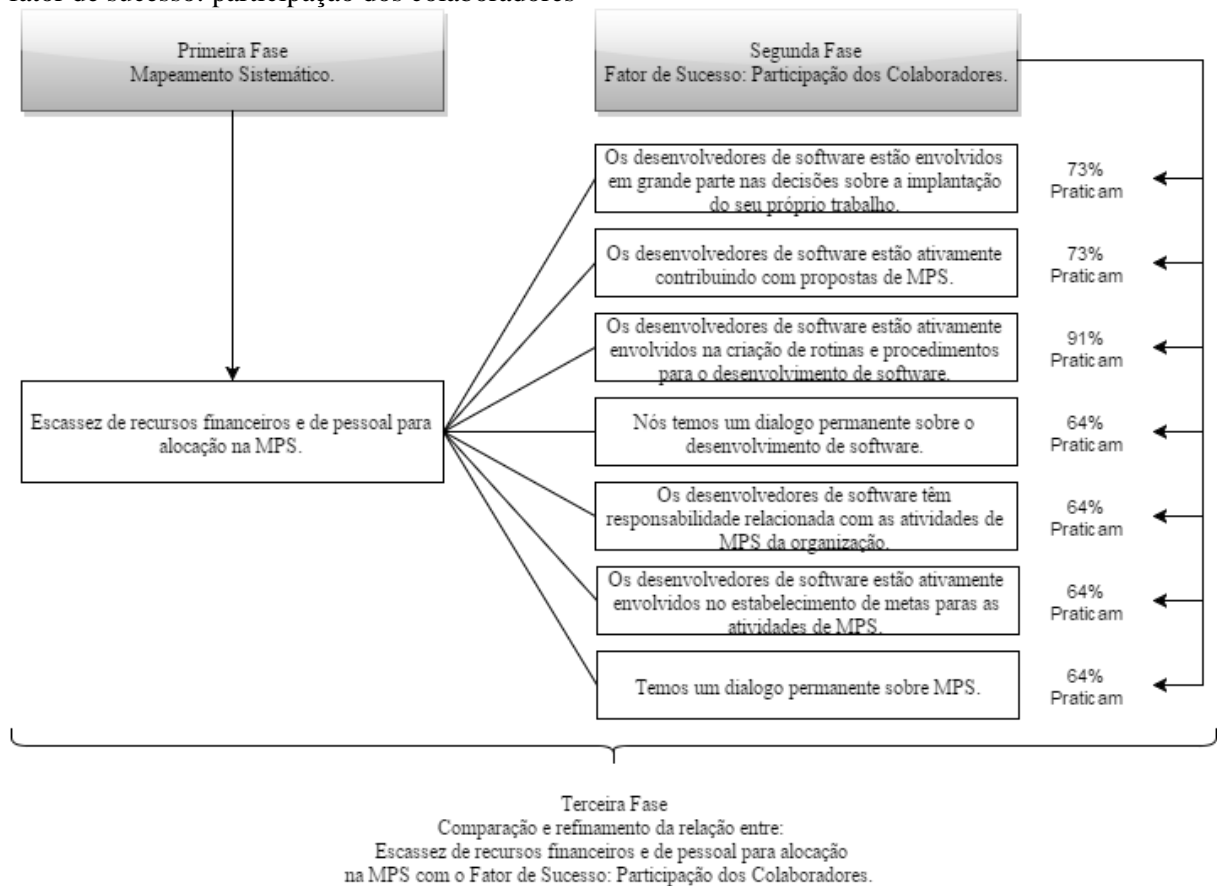 fator de sucesso: participação dos colaboradores
Primeira Fase
Mapeamento Sistemático.
Segunda Fase
Fator de Sucesso: Participação dos Colaboradores.
Os desenvolvedores de software estão envolvidos
em grande parte nas decisões sobre a implantação
do seu próprio trabalho.
73%
Praticam
Os desenvolvedores de software estão ativamente
contribuindo com propostas de MPS.
73%
Praticam
Os desenvolvedores de software estão ativamente
envolvidos na criação de rotinas e procedimentos
para o desenvolvimento de software.
91%
Praticam
Escassez de recursos financeiros e de pessoal para
alocação na MPS.
Nós temos um dialogo permanente sobre o
desenvolvimento de software.
64%
Praticam
Os desenvolvedores de software têm
responsabilidade relacionada com as atividades de
MPS da organização.
64%
Praticam
Os desenvolvedores de software estão ativamente
envolvidos no estabelecimento de metas paras as
atividades de MPS.
64%
Praticam
Temos um dialogo permanente sobre MPS.
64%
Praticam
Terceira Fase
Comparação e refinamento da relação entre:
Escassez de recursos financeiros e de pessoal para alocação
na MPS com o Fator de Sucesso: Participação dos Colaboradores.